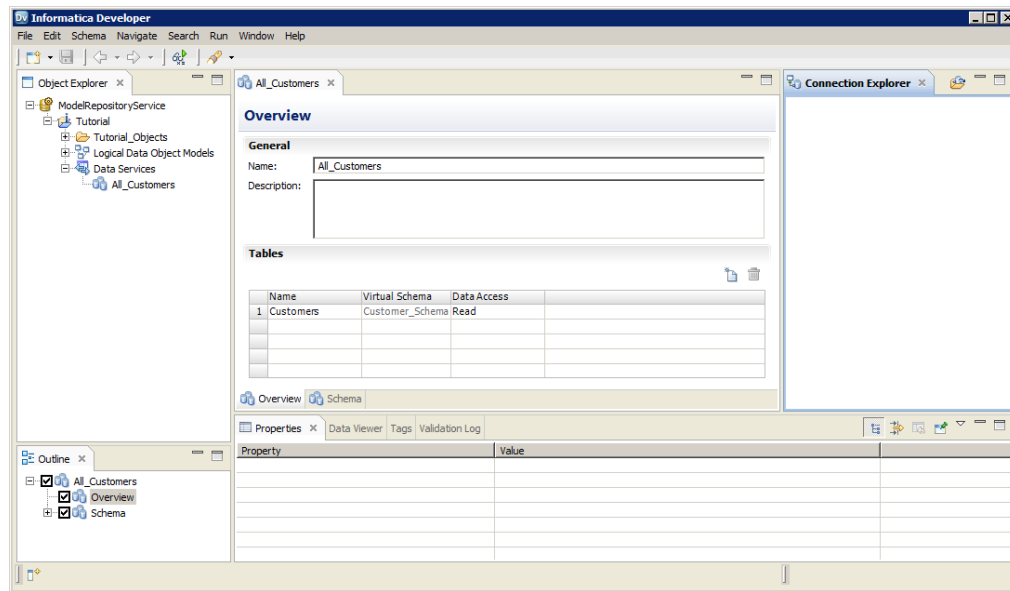 Dv Informatica Developer
File Edit Schema Navigate Search Run Window Help
Object Explorer
ModelRepositoryService
Tutorial
Tutorial_Objects
Logical Data Object Models
Data Services
All_Customers
All_Customers
Overview
General
Name: All_Customers
Description:
Tables
Name Virtual Schema Data Access
1 Customers Customer_Schema Read
Overview Schema
Connection Explorer
Properties Data Viewer Tags Validation Log
Property Value
Outline
All_Customers
Overview
Schema